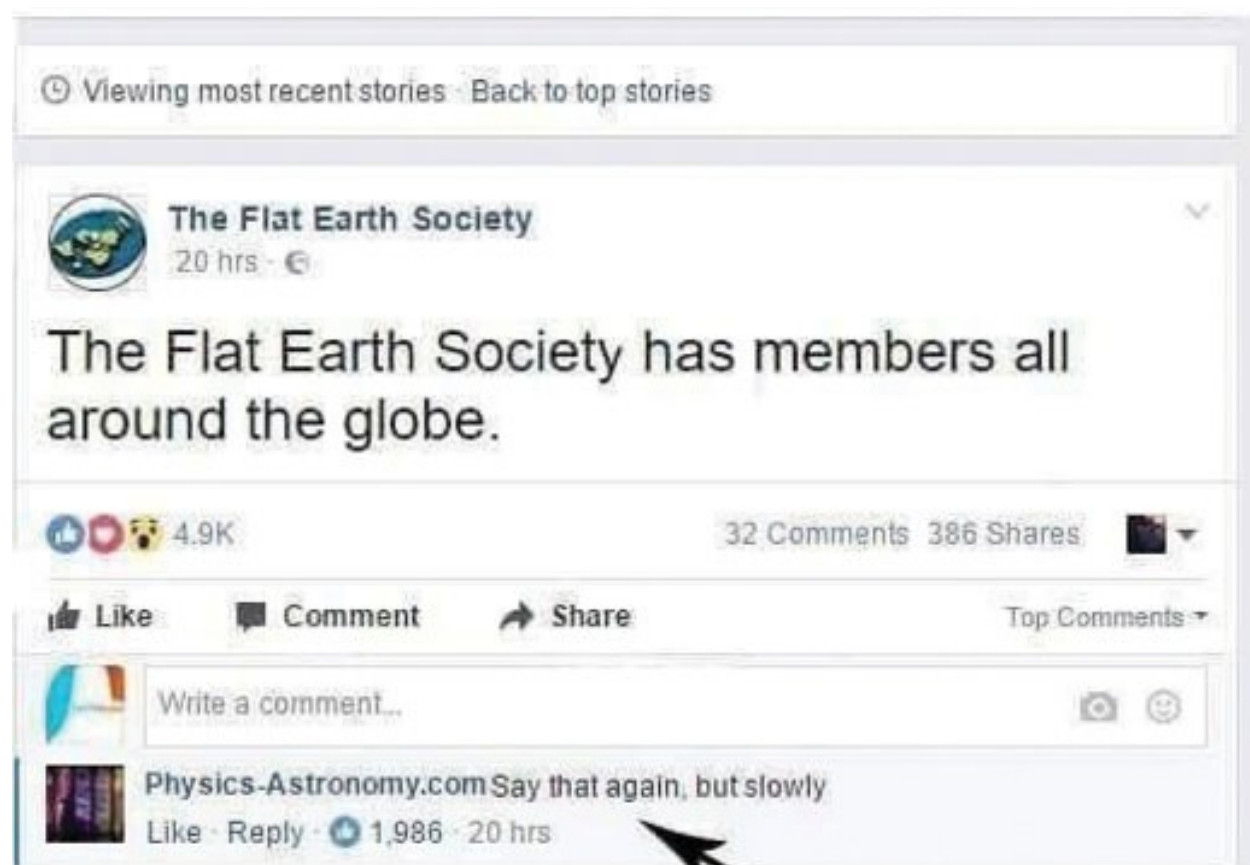 Viewing most recent stories · Back to top stories
The Flat Earth Society
20 hrs ·
The Flat Earth Society has members all
around the globe.
4.9K 32 Comments 386 Shares
Like Comment Share Top Comments
Write a comment...
Physics-Astronomy.com Say that again, but slowly
Like · Reply · 1,986 · 20 hrs